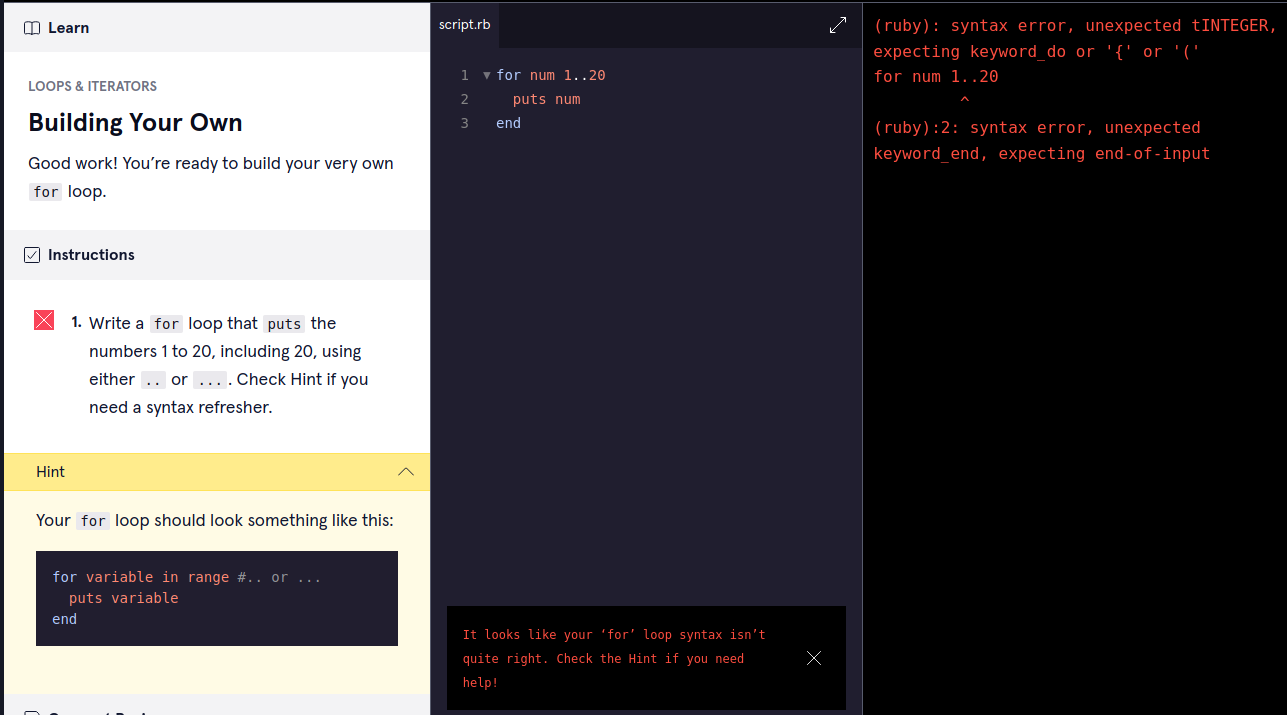 Learn
LOOPS & ITERATORS
Building Your Own
Good work! You’re ready to build your very own
for loop.
Instructions
1. Write a for loop that puts the
numbers 1 to 20, including 20, using
either .. or .... Check Hint if you
need a syntax refresher.
Hint
Your for loop should look something like this:
for variable in range #.. or ...
  puts variable
end
script.rb
1 for num 1..20
2   puts num
3 end
It looks like your ‘for’ loop syntax isn’t
quite right. Check the Hint if you need
help!
(ruby): syntax error, unexpected tINTEGER,
expecting keyword_do or '{' or '('
for num 1..20
         ^
(ruby):2: syntax error, unexpected
keyword_end, expecting end-of-input